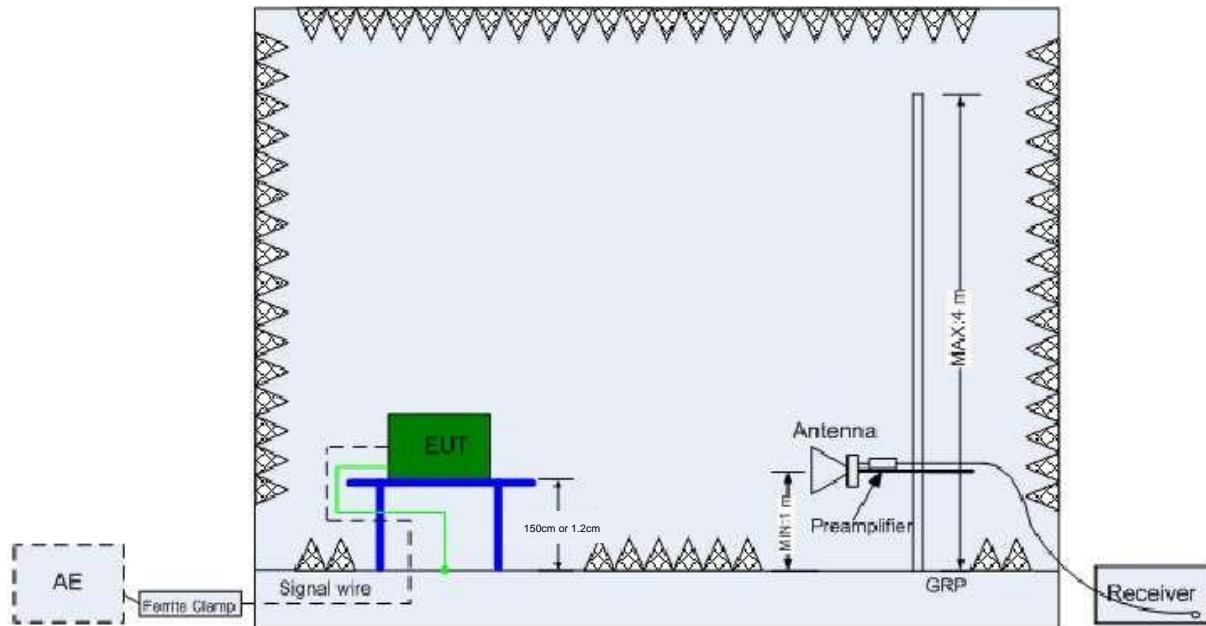 MAX:4 m
EUT
Antenna
150cm or 1.2cm
MIN:1 m
Preamplifier
AE
Ferrite Clamp
Signal wire
GRP
Receiver